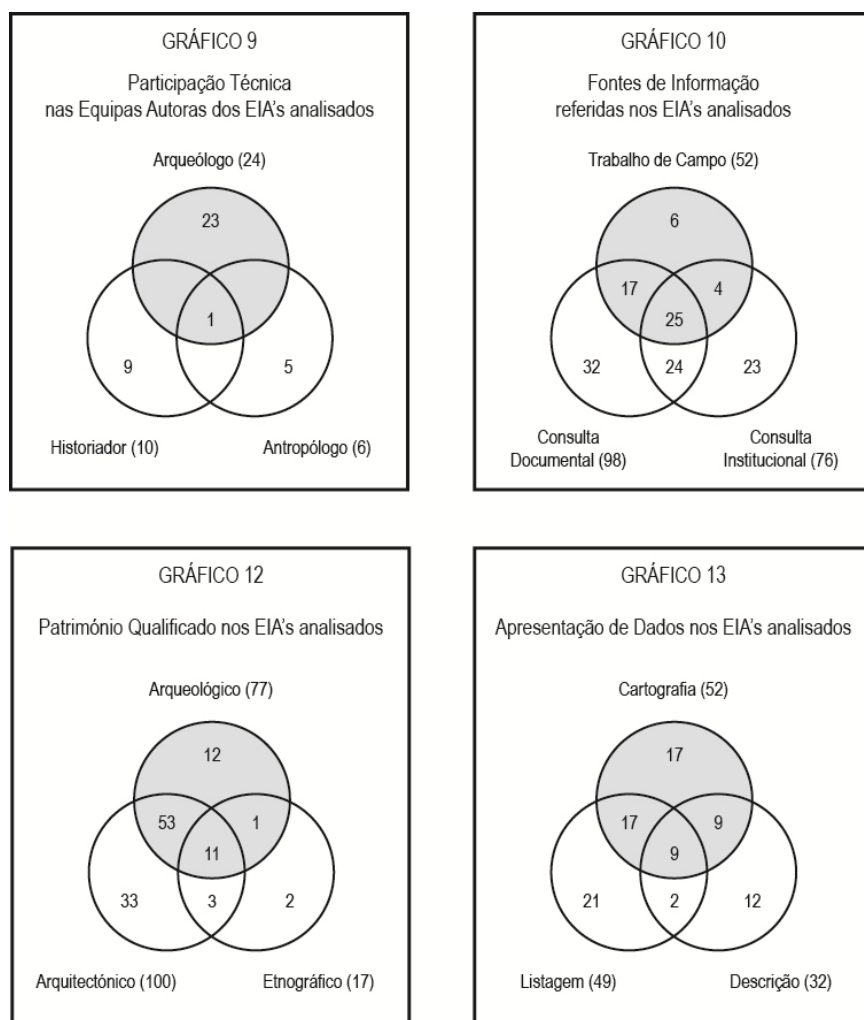 GRÁFICO 9
Participação Técnica
nas Equipas Autoras dos EIA's analisados
Arqueólogo (24)
23
1
9
5
Historiador (10)
Antropólogo (6)
GRÁFICO 10
Fontes de Informação
referidas nos EIA's analisados
Trabalho de Campo (52)
6
17
4
25
32
24
23
Consulta
Documental (98)
Consulta
Institucional (76)
GRÁFICO 12
Património Qualificado nos EIA's analisados
Arqueológico (77)
12
53
1
11
33
3
2
Arquitectónico (100)
Etnográfico (17)
GRÁFICO 13
Apresentação de Dados nos EIA's analisados
Cartografia (52)
17
17
9
9
21
2
12
Listagem (49)
Descrição (32)